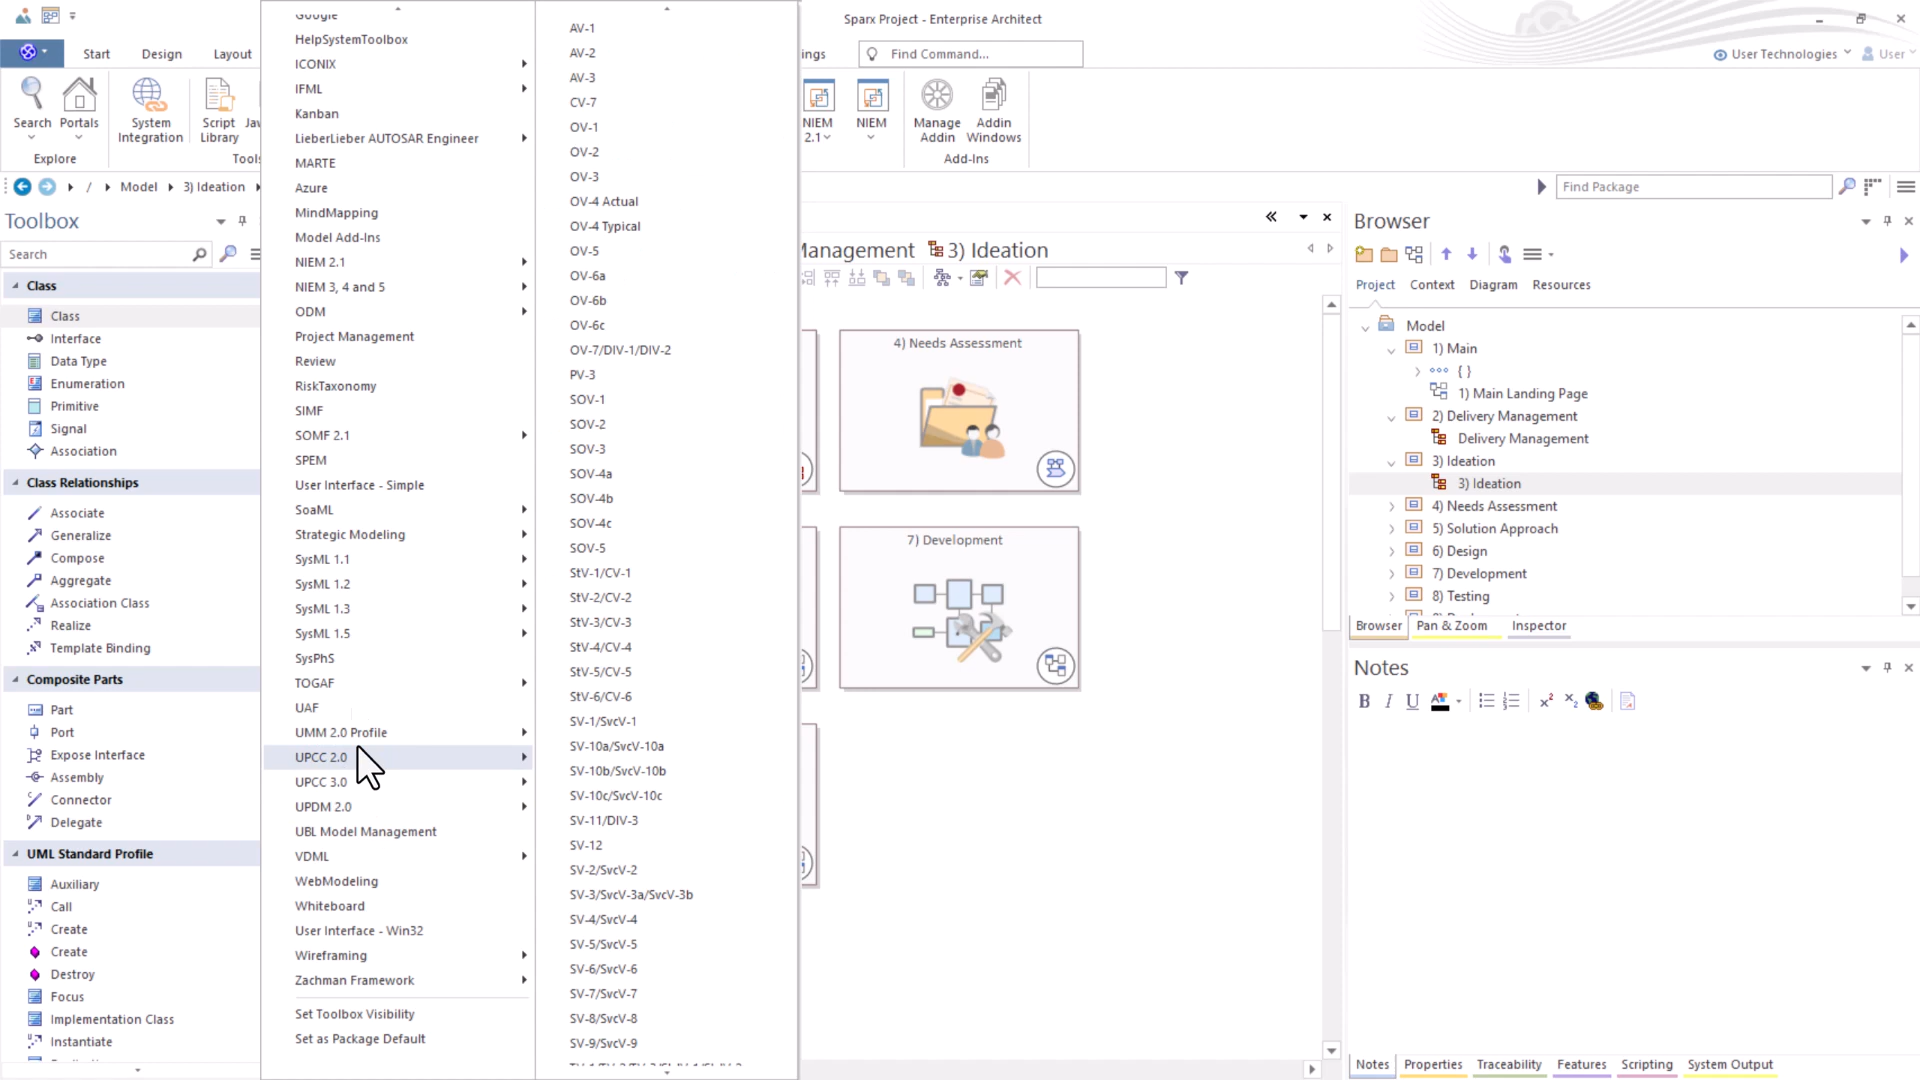 Sparx Project - Enterprise Architect
Start
Design
Layout
ings
Find Command...
User Technologies
User
Search
Portals
System
Integration
Script
Library
Explore
NIEM
2.1
NIEM
Manage
Addin
Addin
Windows
Add-Ins
/
Model
3) Ideation
Find Package
Toolbox
Search
Class
Class
Interface
Data Type
Enumeration
Primitive
Signal
Association
Class Relationships
Associate
Generalize
Compose
Aggregate
Association Class
Realize
Template Binding
Composite Parts
Part
Port
Expose Interface
Assembly
Connector
Delegate
UML Standard Profile
Auxiliary
Call
Create
Create
Destroy
Focus
Implementation Class
Instantiate
Google
HelpSystemToolbox
ICONIX
IFML
Kanban
LieberLieber AUTOSAR Engineer
MARTE
Azure
MindMapping
Model Add-Ins
NIEM 2.1
NIEM 3, 4 and 5
ODM
Project Management
Review
RiskTaxonomy
SIMF
SOMF 2.1
SPEM
User Interface - Simple
SoaML
Strategic Modeling
SysML 1.1
SysML 1.2
SysML 1.3
SysML 1.5
SysPhS
TOGAF
UAF
UMM 2.0 Profile
UPCC 2.0
UPCC 3.0
UPDM 2.0
UBL Model Management
VDML
WebModeling
Whiteboard
User Interface - Win32
Wireframing
Zachman Framework
Set Toolbox Visibility
Set as Package Default
AV-1
AV-2
AV-3
CV-7
OV-1
OV-2
OV-3
OV-4 Actual
OV-4 Typical
OV-5
OV-6a
OV-6b
OV-6c
OV-7/DIV-1/DIV-2
PV-3
SOV-1
SOV-2
SOV-3
SOV-4a
SOV-4b
SOV-4c
SOV-5
StV-1/CV-1
StV-2/CV-2
StV-3/CV-3
StV-4/CV-4
StV-5/CV-5
StV-6/CV-6
SV-1/SvcV-1
SV-10a/SvcV-10a
SV-10b/SvcV-10b
SV-10c/SvcV-10c
SV-11/DIV-3
SV-12
SV-2/SvcV-2
SV-3/SvcV-3a/SvcV-3b
SV-4/SvcV-4
SV-5/SvcV-5
SV-6/SvcV-6
SV-7/SvcV-7
SV-8/SvcV-8
SV-9/SvcV-9
Management
3) Ideation
4) Needs Assessment
7) Development
Browser
Project
Context
Diagram
Resources
Model
1) Main
{ }
1) Main Landing Page
2) Delivery Management
Delivery Management
3) Ideation
3) Ideation
4) Needs Assessment
5) Solution Approach
6) Design
7) Development
8) Testing
Browser
Pan & Zoom
Inspector
Notes
B I U
Notes
Properties
Traceability
Features
Scripting
System Output